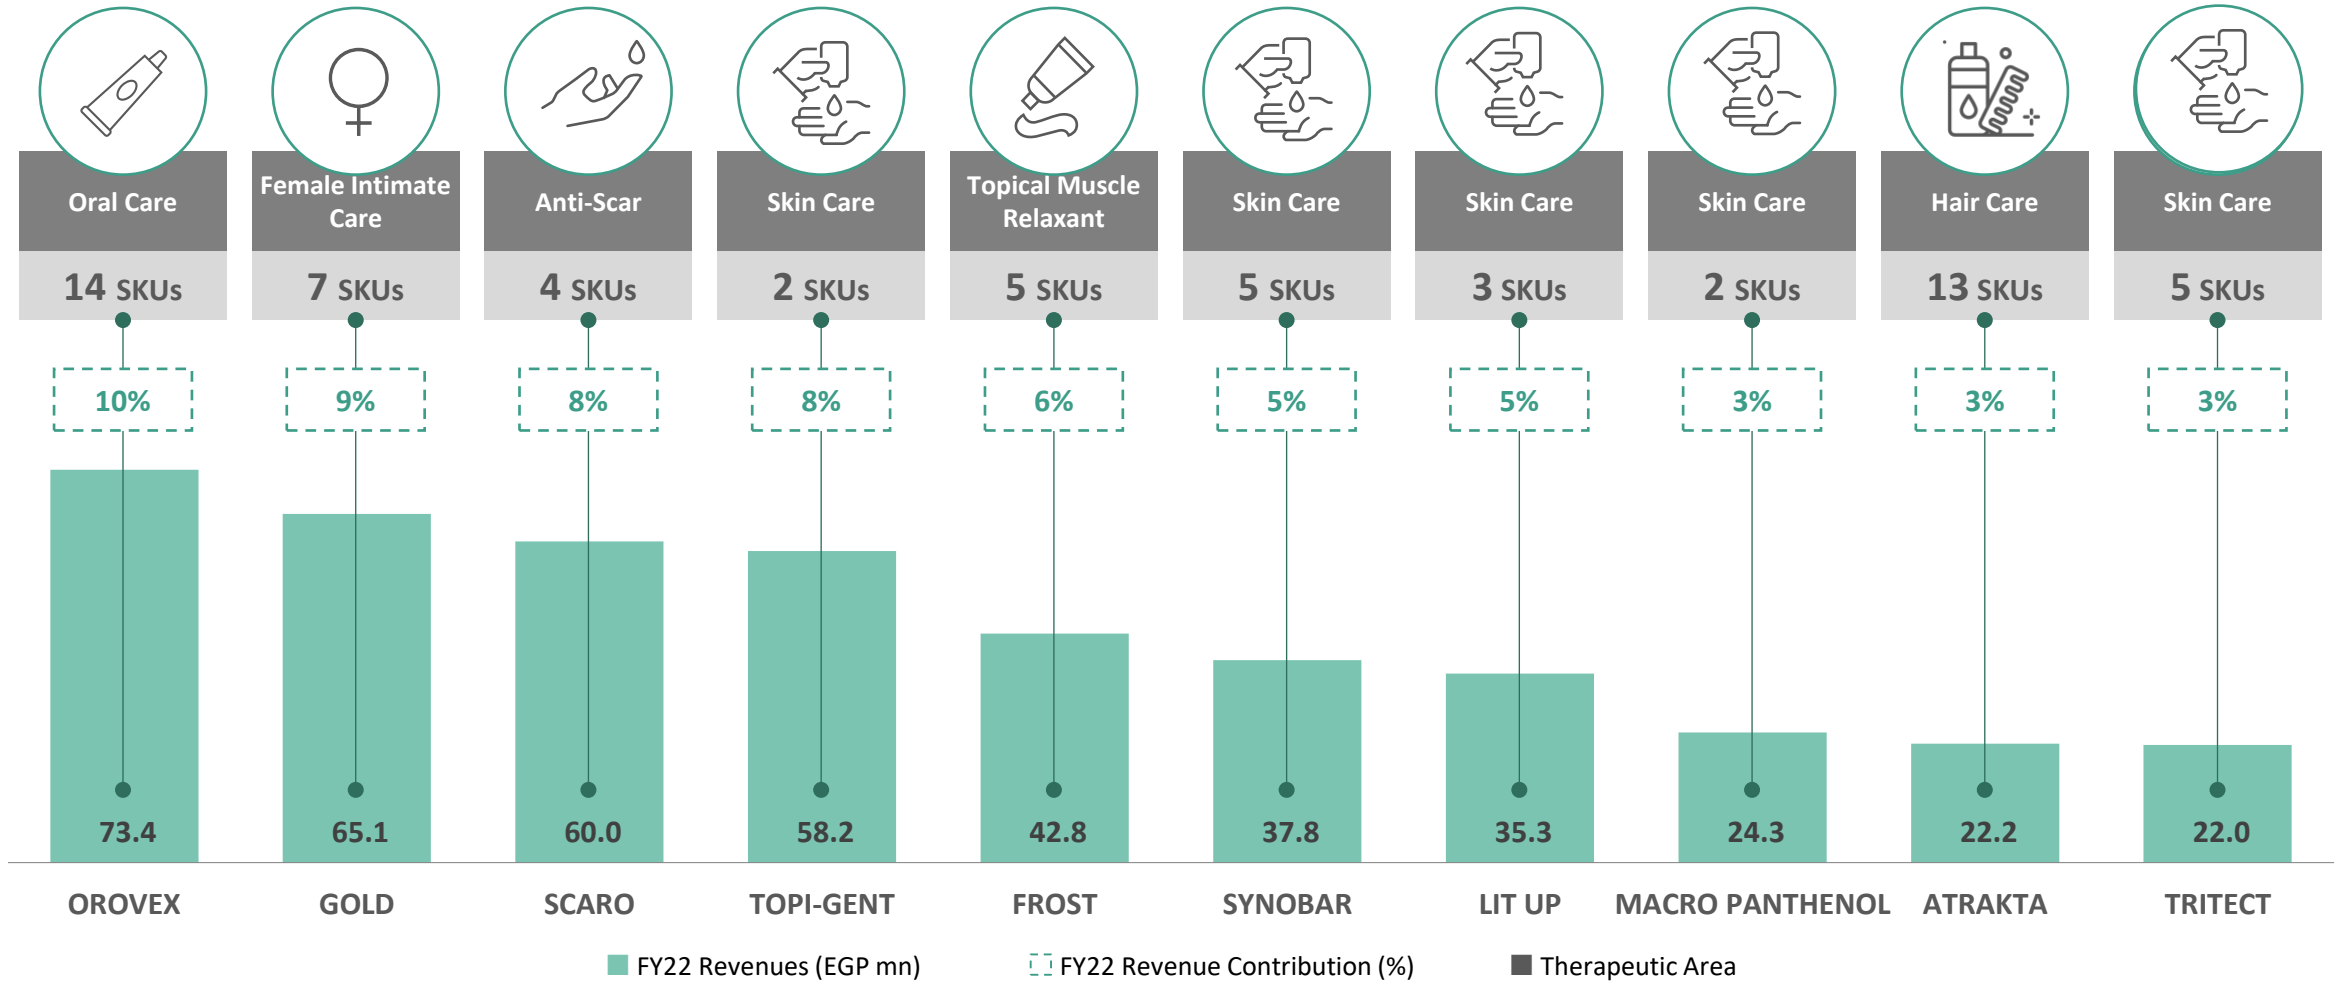 Oral Care
Female Intimate
Care
Anti-Scar
Skin Care
Topical Muscle
Relaxant
Skin Care
Skin Care
Skin Care
Hair Care
Skin Care
14 SKUs
7 SKUs
4 SKUs
2 SKUs
5 SKUs
5 SKUs
3 SKUs
2 SKUs
13 SKUs
5 SKUs
10%
9%
8%
8%
6%
5%
5%
3%
3%
3%
73.4
65.1
60.0
58.2
42.8
37.8
35.3
24.3
22.2
22.0
OROVEX
GOLD
SCARO
TOPI-GENT
FROST
SYNOBAR
LIT UP
MACRO PANTHENOL
ATRAKTA
TRITECT
FY22 Revenues (EGP mn)
FY22 Revenue Contribution (%)
Therapeutic Area